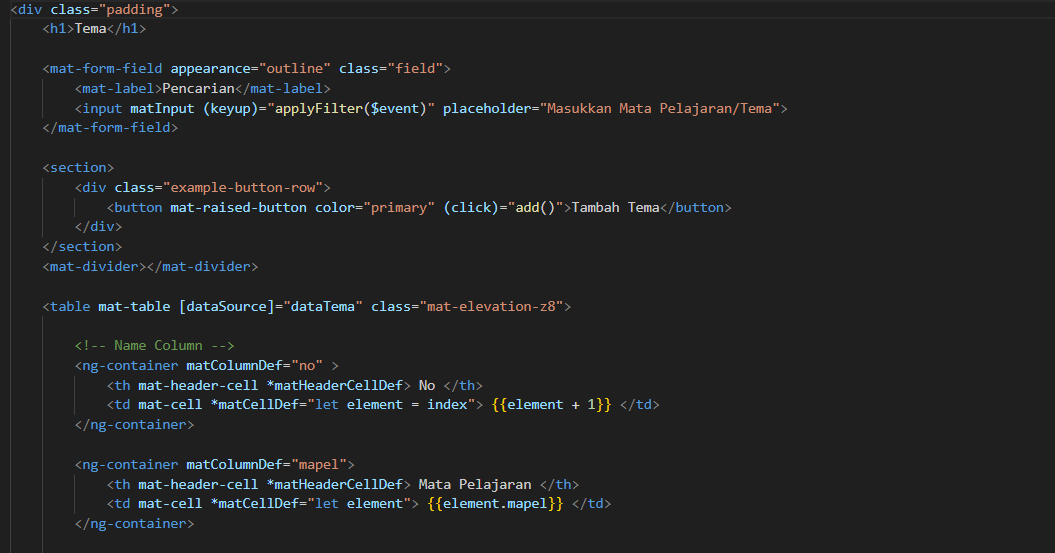 <div class="padding">
<h1>Tema</h1>
<mat-form-field appearance="outline" class="field">
<mat-label>Pencarian</mat-label>
<input matInput (keyup)="applyFilter($event)" placeholder="Masukkan Mata Pelajaran/Tema">
</mat-form-field>
<section>
<div class="example-button-row">
<button mat-raised-button color="primary" (click)="add()">Tambah Tema</button>
</div>
</section>
<mat-divider></mat-divider>
<table mat-table [dataSource]="dataTema" class="mat-elevation-z8">
<!-- Name Column -->
<ng-container matColumnDef="no" >
<th mat-header-cell *matHeaderCellDef> No </th>
<td mat-cell *matCellDef="let element = index"> {{element + 1}} </td>
</ng-container>
<ng-container matColumnDef="mapel">
<th mat-header-cell *matHeaderCellDef> Mata Pelajaran </th>
<td mat-cell *matCellDef="let element"> {{element.mapel}} </td>
</ng-container>